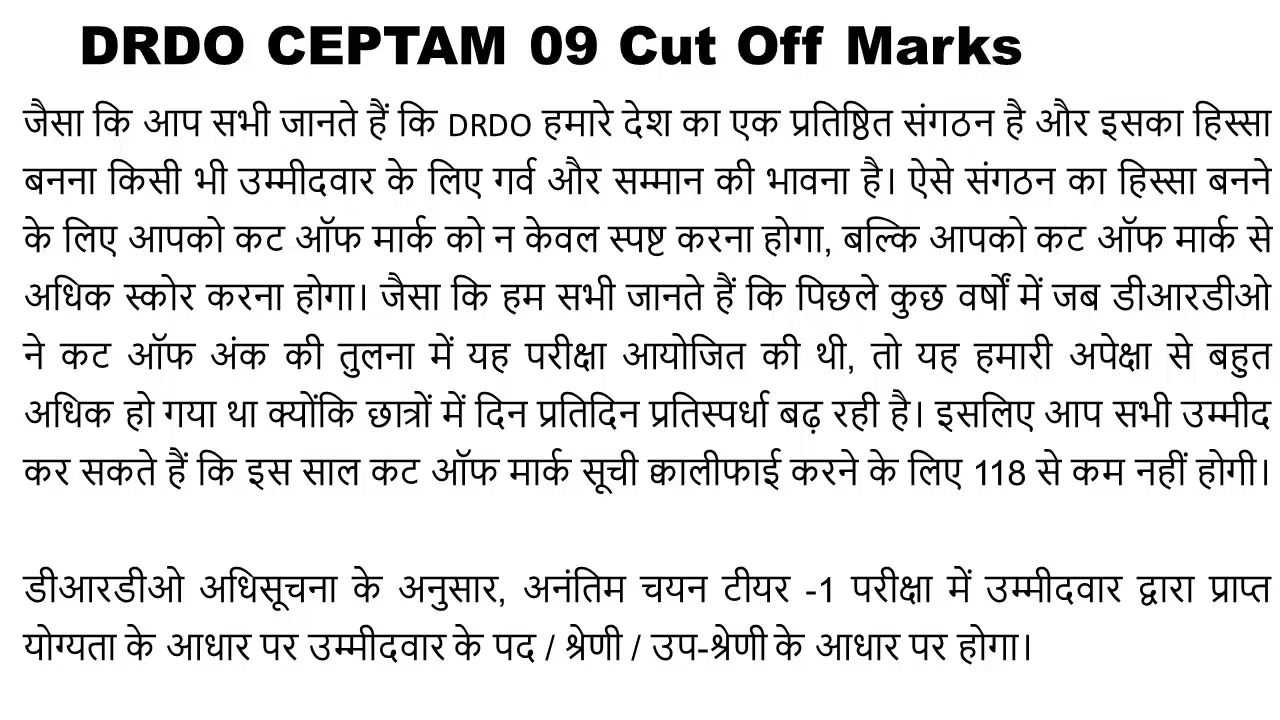 DRDO CEPTAM 09 Cut Off Marks
जैसा कि आप सभी जानते हैं कि DRDO हमारे देश का एक प्रतिष्ठित संगठन है और इसका हिस्सा
बनना किसी भी उम्मीदवार के लिए गर्व और सम्मान की भावना है। ऐसे संगठन का हिस्सा बनने
के लिए आपको कट ऑफ मार्क को न केवल स्पष्ट करना होगा, बल्कि आपको कट ऑफ मार्क से
अधिक स्कोर करना होगा। जैसा कि हम सभी जानते हैं कि पिछले कुछ वर्षों में जब डीआरडीओ
ने कट ऑफ अंक की तुलना में यह परीक्षा आयोजित की थी, तो यह हमारी अपेक्षा से बहुत
अधिक हो गया था क्योंकि छात्रों में दिन प्रतिदिन प्रतिस्पर्धा बढ़ रही है। इसलिए आप सभी उम्मीद
कर सकते हैं कि इस साल कट ऑफ मार्क सूची क्वालीफाई करने के लिए 118 से कम नहीं होगी।
डीआरडीओ अधिसूचना के अनुसार, अनंतिम चयन टीयर -1 परीक्षा में उम्मीदवार द्वारा प्राप्त
योग्यता के आधार पर उम्मीदवार के पद / श्रेणी / उप-श्रेणी के आधार पर होगा।